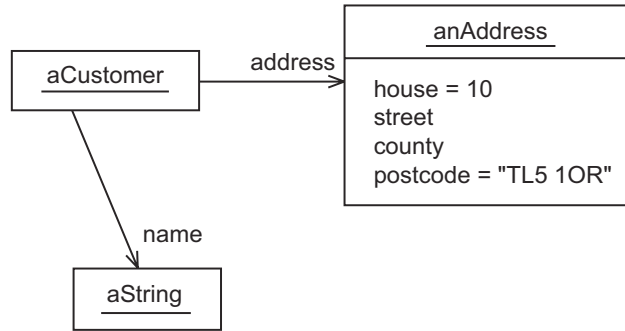 anAddress
address
aCustomer
house = 10
street
county
postcode = "TL5 1OR"
name
aString